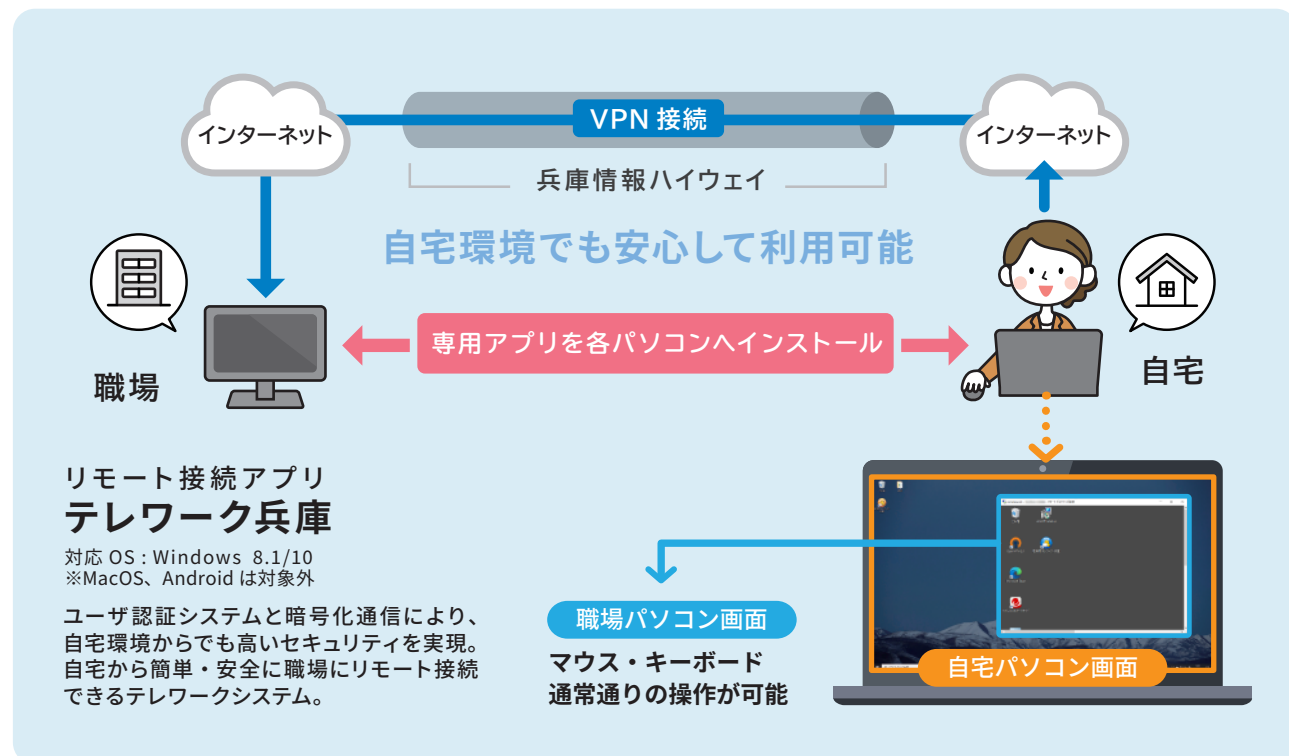 インターネット
VPN 接続
インターネット
兵庫情報ハイウェイ
自宅環境でも安心して利用可能
専用アプリを各パソコンへインストール
職場
自宅
リモート接続アプリ
テレワーク兵庫
対応 OS : Windows 8.1/10
※MacOS、Android は対象外
ユーザ認証システムと暗号化通信により、
自宅環境からでも高いセキュリティを実現。
自宅から簡単・安全に職場にリモート接続
できるテレワークシステム。
職場パソコン画面
マウス・キーボード
通常通りの操作が可能
自宅パソコン画面